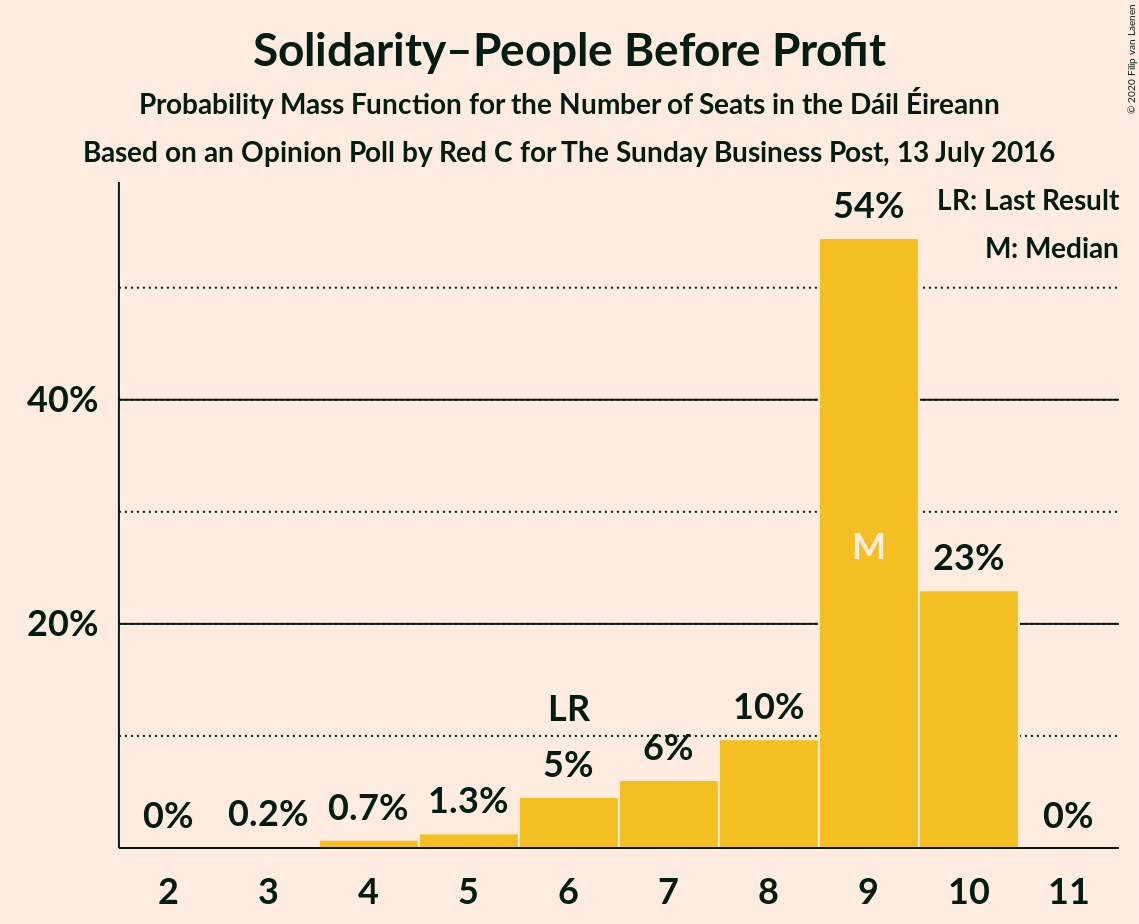 Solidarity–People Before Profit
Probability Mass Function for the Number of Seats in the Dáil Éireann
Based on an Opinion Poll by Red C for The Sunday Business Post, 13 July 2016
© 2020 Filip van Laenen
LR: Last Result
M: Median
54%
40%
M
23%
20%
LR
10%
6%
5%
1.3%
0.7%
0.2%
0%
0%
2 3 4 5 6 7 8 9 10 11